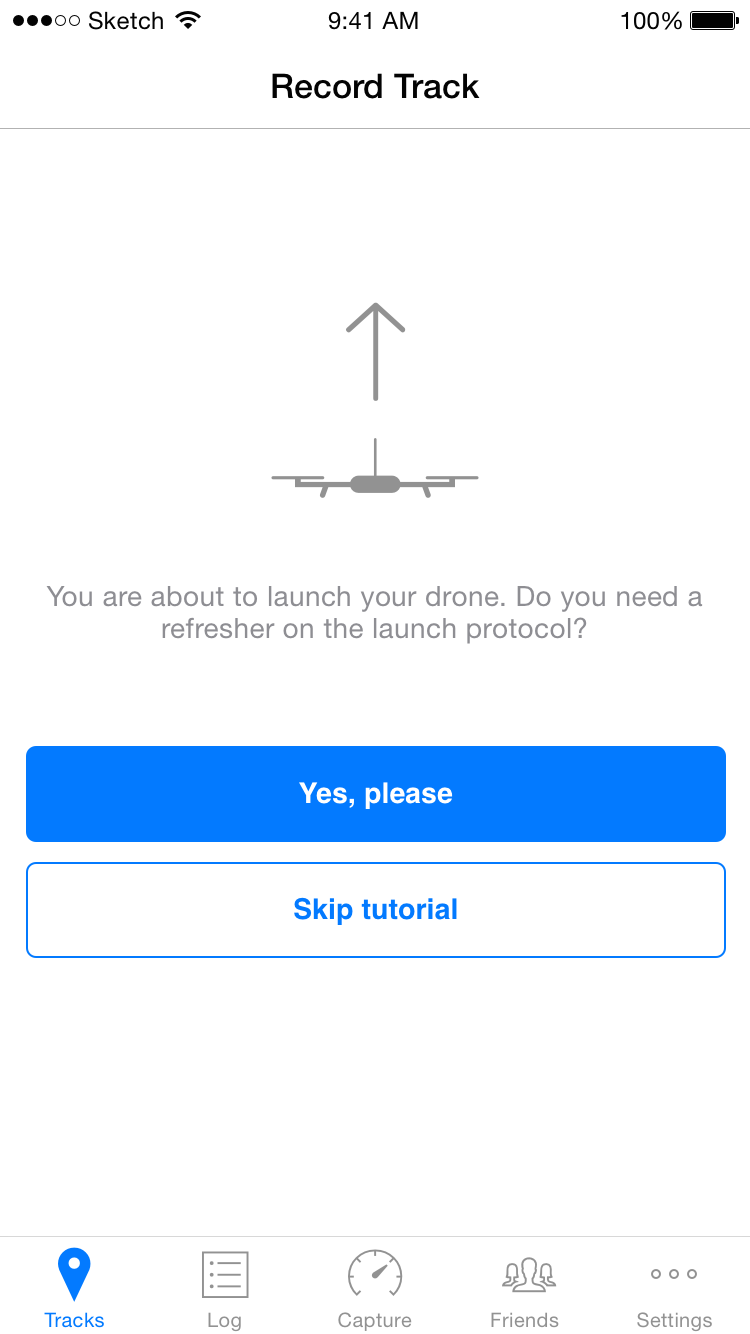 Sketch 9:41 AM 100%
Record Track
You are about to launch your drone. Do you need a
refresher on the launch protocol?
Yes, please
Skip tutorial
Tracks Log Capture Friends Settings